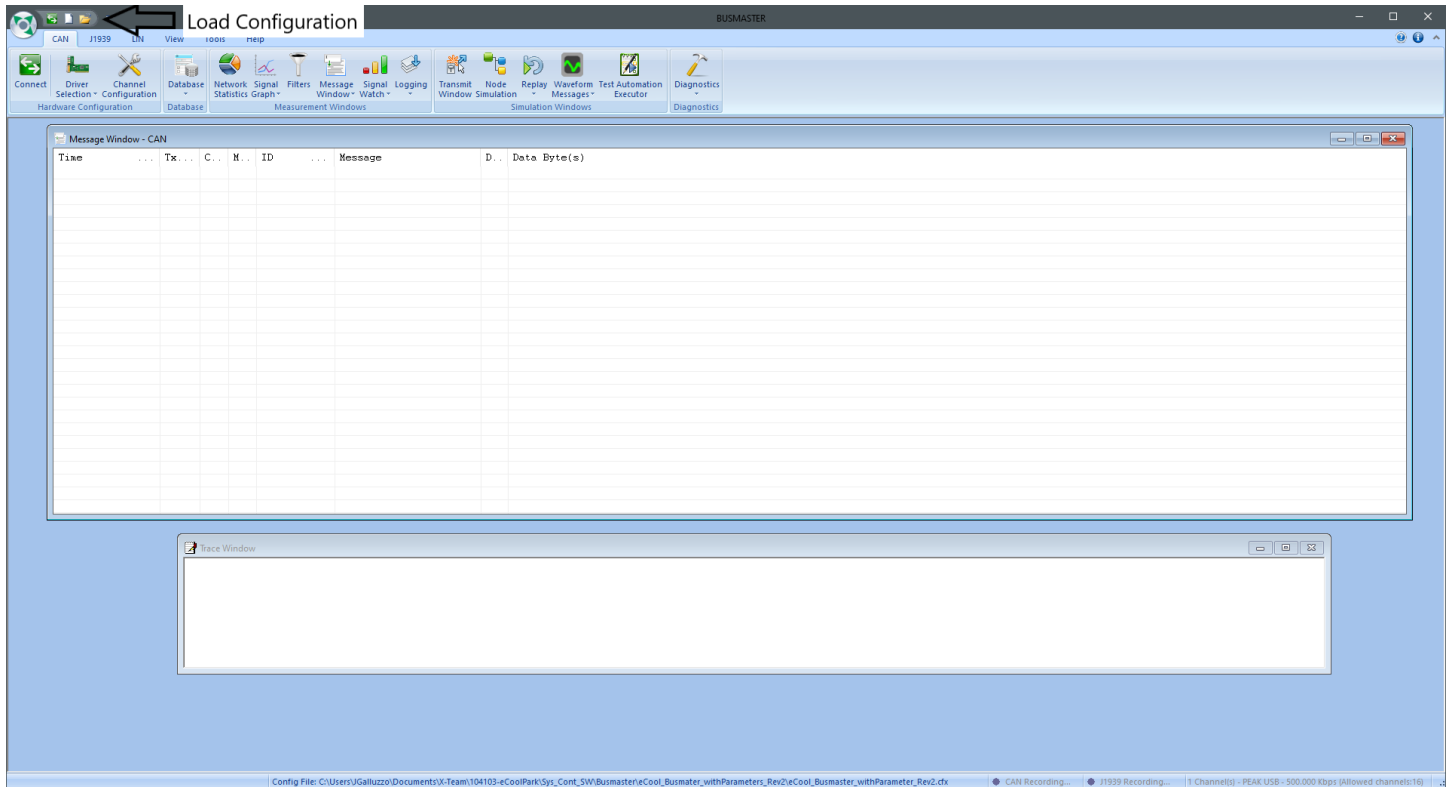 Load Configuration
BUSMASTER
CAN J1939 LIN View Tools Help
Connect Driver Selection Channel Configuration Database Network Statistics Signal Graph Filters Message Window Signal Watch Logging Transmit Window Node Simulation Replay Waveform Messages Test Automation Executor Diagnostics
Hardware Configuration Database Measurement Windows Simulation Windows Diagnostics
Message Window - CAN
Time ... Tx... C.. M.. ID ... Message D.. Data Byte(s)
Trace Window
Config File: C:\Users\JGalluzzo\Documents\X-Team\104103-eCoolPark\Sys_Cont_SW\Busmaster\eCool_Busmater_withParameters_Rev2\eCool_Busmaster_withParameter_Rev2.cfx CAN Recording... J1939 Recording... 1 Channel(s) - PEAK USB - 500.000 Kbps (Allowed channels:16)